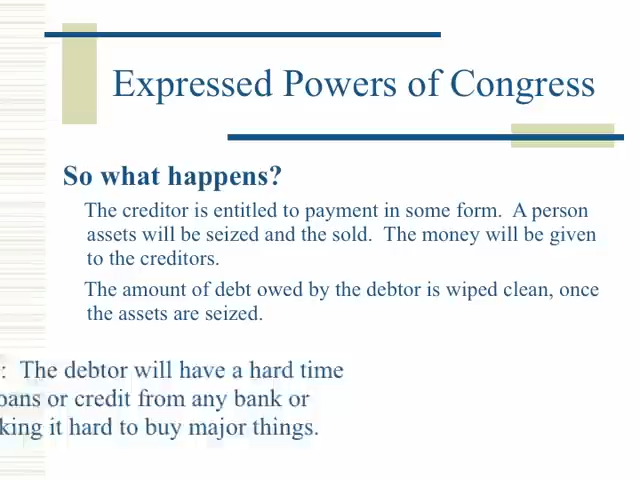 Expressed Powers of Congress
So what happens?
The creditor is entitled to payment in some form. A person
assets will be seized and the sold. The money will be given
to the creditors.
The amount of debt owed by the debtor is wiped clean, once
the assets are seized.
: The debtor will have a hard time
oans or credit from any bank or
king it hard to buy major things.